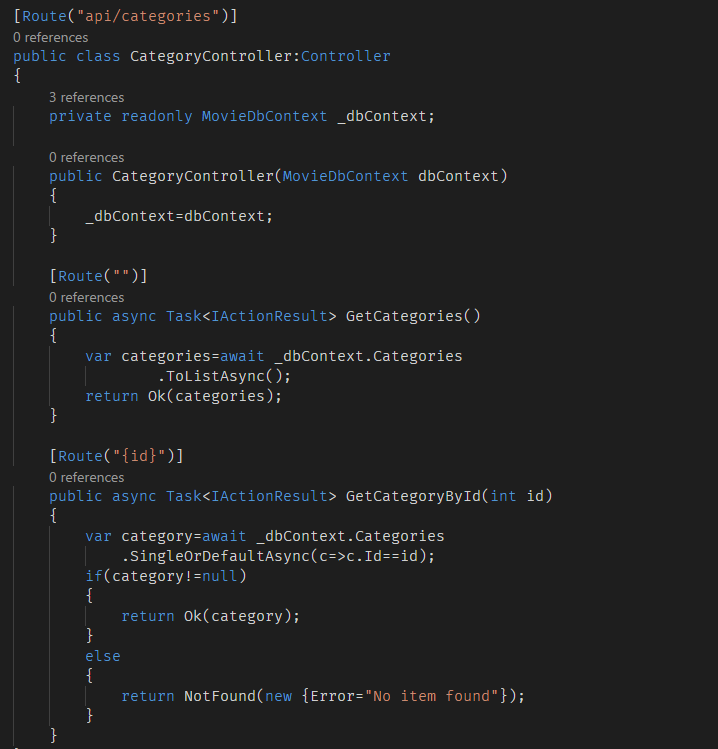 [Route("api/categories")]
0 references
public class CategoryController:Controller
{
3 references
private readonly MovieDbContext _dbContext;
0 references
public CategoryController(MovieDbContext dbContext)
{
_dbContext=dbContext;
}
[Route("")]
0 references
public async Task<IActionResult> GetCategories()
{
var categories=await _dbContext.Categories
.ToListAsync();
return Ok(categories);
}
[Route("{id}")]
0 references
public async Task<IActionResult> GetCategoryById(int id)
{
var category=await _dbContext.Categories
.SingleOrDefaultAsync(c=>c.Id==id);
if(category!=null)
{
return Ok(category);
}
else
{
return NotFound(new {Error="No item found"});
}
}